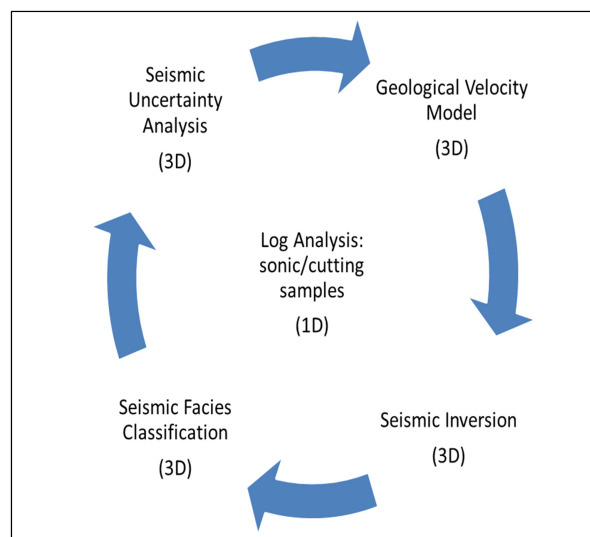 Seismic
Uncertainty
Analysis
(3D)
Geological Velocity
Model
(3D)
Log Analysis:
sonic/cutting
samples
(1D)
Seismic Facies
Classification
(3D)
Seismic Inversion
(3D)